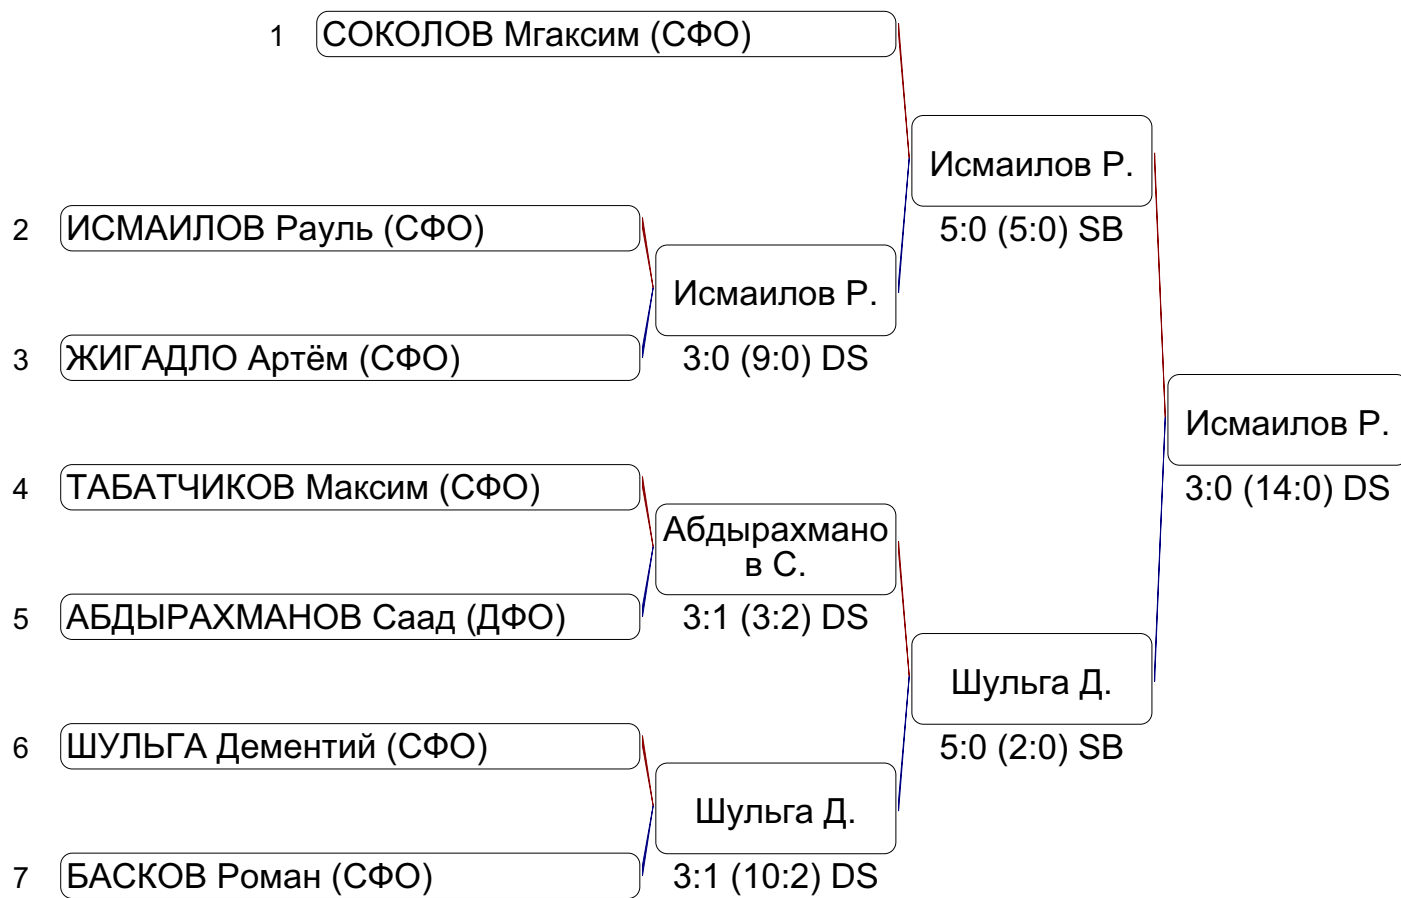 1 СОКОЛОВ Мгаксим (СФО)
Исмаилов Р.
5:0 (5:0) SB
2 ИСМАИЛОВ Рауль (СФО)
Исмаилов Р.
3:0 (9:0) DS
3 ЖИГАДЛО Артём (СФО)
Исмаилов Р.
3:0 (14:0) DS
4 ТАБАТЧИКОВ Максим (СФО)
Абдырахмано
в С.
3:1 (3:2) DS
5 АБДЫРАХМАНОВ Саад (ДФО)
Шульга Д.
5:0 (2:0) SB
6 ШУЛЬГА Дементий (СФО)
Шульга Д.
3:1 (10:2) DS
7 БАСКОВ Роман (СФО)